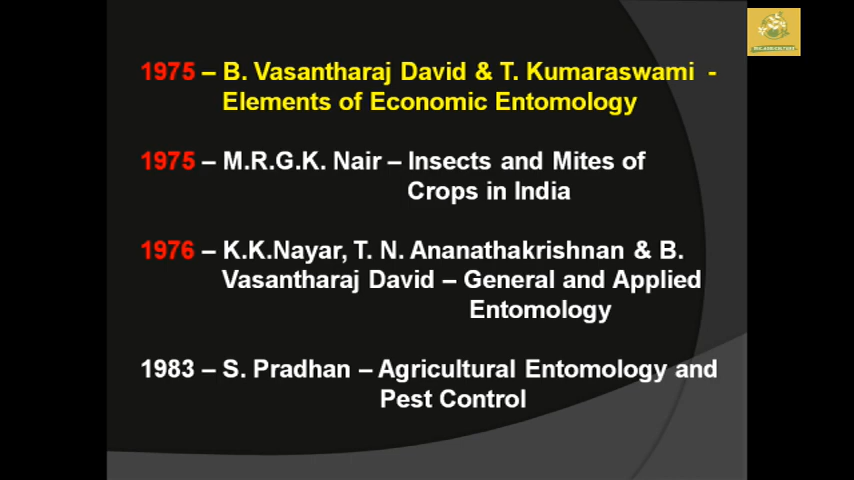 1975 – B. Vasantharaj David & T. Kumaraswami -
Elements of Economic Entomology
1975 – M.R.G.K. Nair – Insects and Mites of
Crops in India
1976 – K.K.Nayar, T. N. Ananathakrishnan & B.
Vasantharaj David – General and Applied
Entomology
1983 – S. Pradhan – Agricultural Entomology and
Pest Control